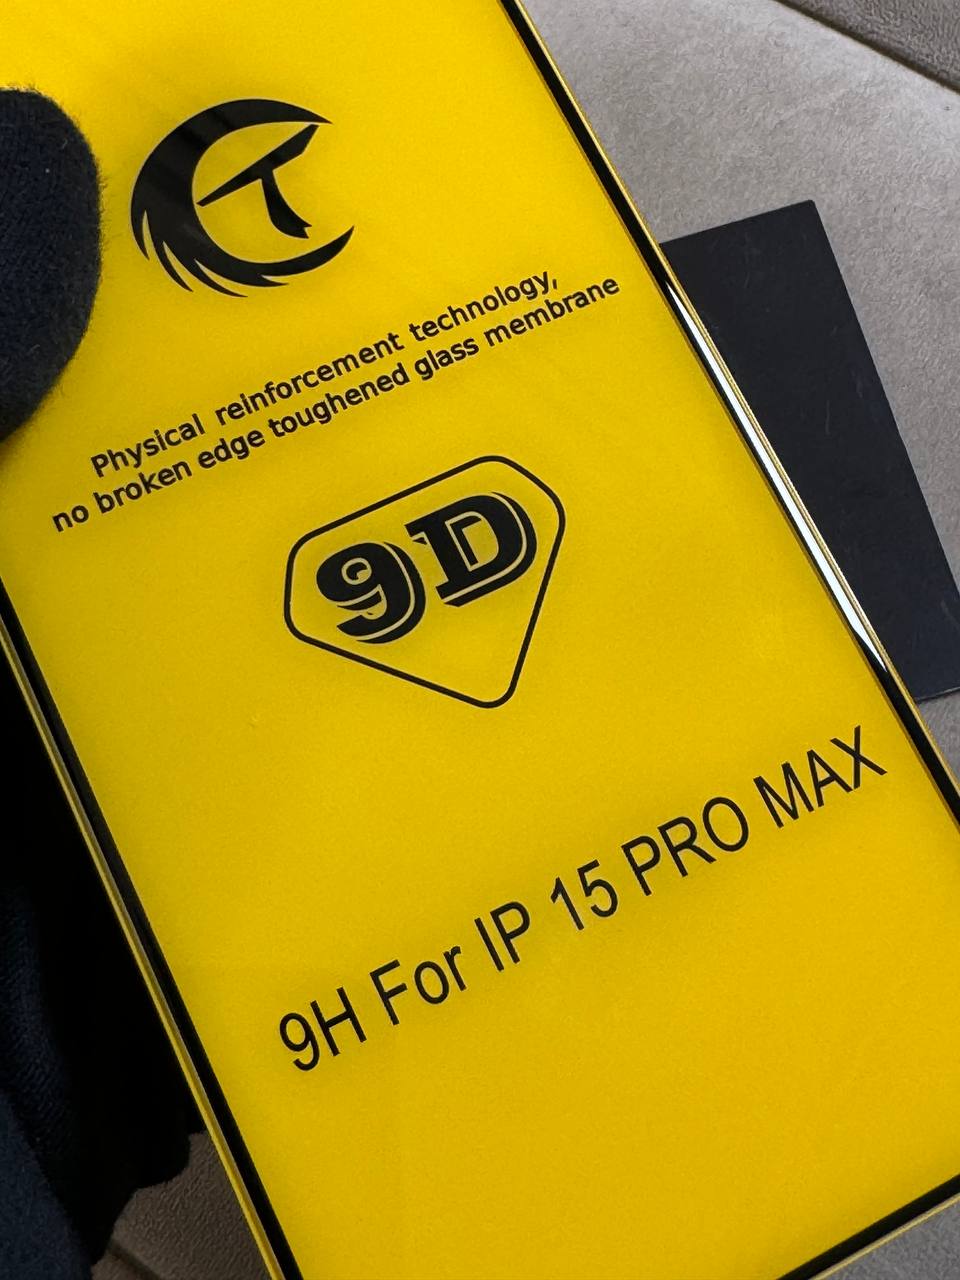 Physical reinforcement technology,
no broken edge toughened glass membrane
9D
9H For IP 15 PRO MAX